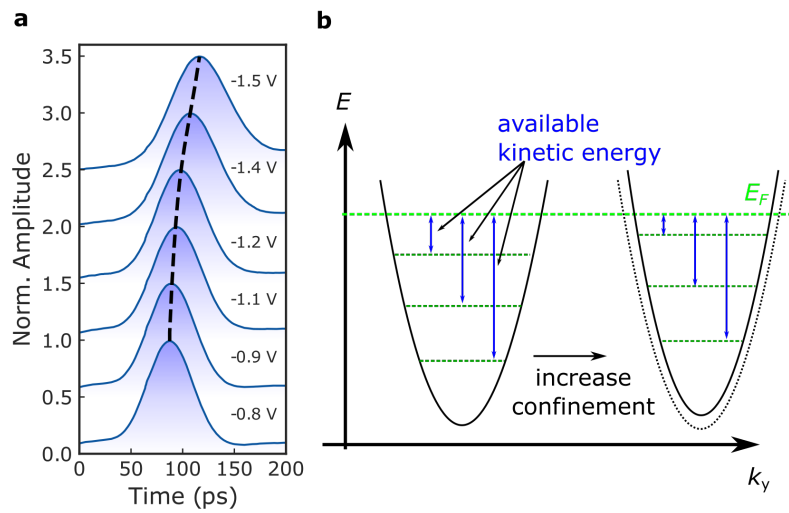 a
Norm. Amplitude
3.5
3.0
2.5
2.0
1.5
1.0
0.5
0.0
-1.5 V
-1.4 V
-1.2 V
-1.1 V
-0.9 V
-0.8 V
0
50
100
150
200
Time (ps)
b
E
available
kinetic energy
E_F
increase
confinement
k_y